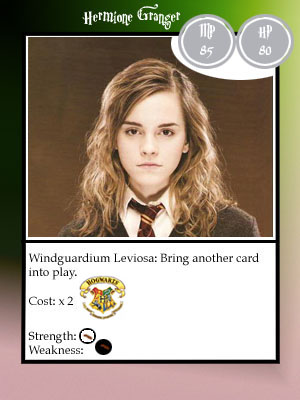 Hermione Granger
MP
85
HP
80
Windguardium Leviosa: Bring another card
into play.
HOGWARTS
Cost: x 2
Strength:
Weakness: